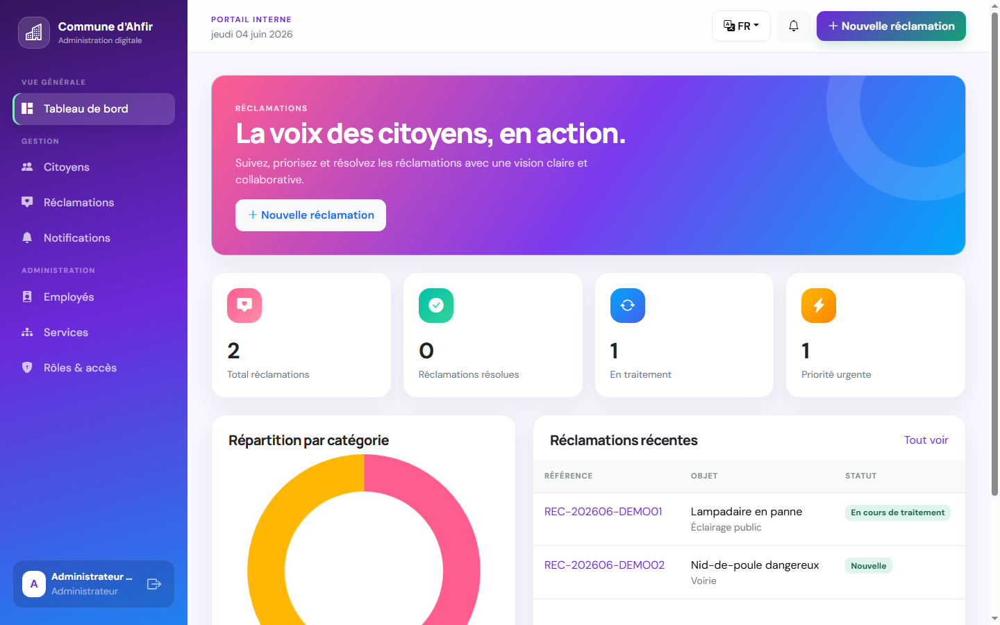 Commune d'Ahfir
Administration digitale
VUE GÉNÉRALE
Tableau de bord
GESTION
Citoyens
Réclamations
Notifications
ADMINISTRATION
Employés
Services
Rôles & accès
A
Administrateur ...
Administrateur
PORTAIL INTERNE
jeudi 04 juin 2026
FR
Nouvelle réclamation
RÉCLAMATIONS
La voix des citoyens, en action.
Suivez, priorisez et résolvez les réclamations avec une vision claire et
collaborative.
Nouvelle réclamation
2
Total réclamations
0
Réclamations résolues
1
En traitement
1
Priorité urgente
Répartition par catégorie
Réclamations récentes
Tout voir
RÉFÉRENCE OBJET STATUT
REC-202606-DEMO01 Lampadaire en panne En cours de traitement
Éclairage public
REC-202606-DEMO02 Nid-de-poule dangereux Nouvelle
Voirie